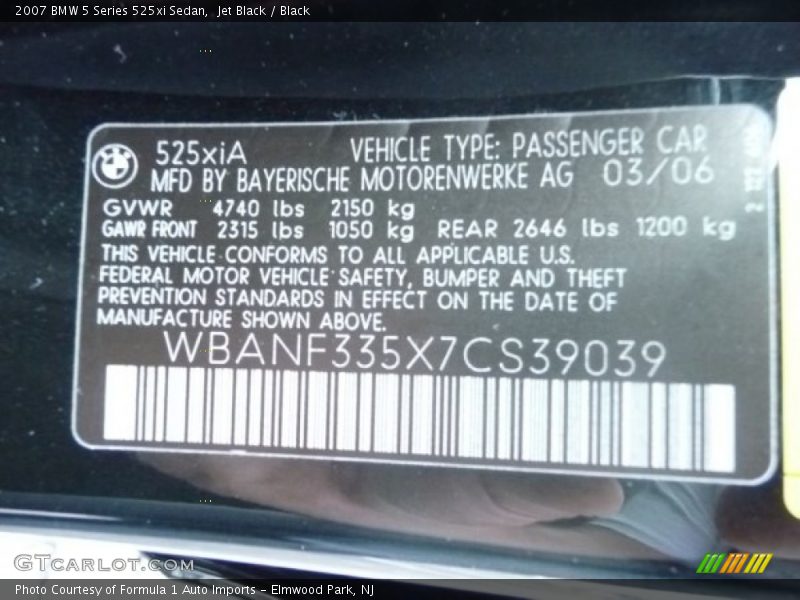 2007 BMW 5 Series 525xi Sedan, Jet Black / Black
525xiA VEHICLE TYPE: PASSENGER CAR
MFD BY BAYERISCHE MOTORENWERKE AG 03/06
GVWR 4740 lbs 2150 kg
GAWR FRONT 2315 lbs 1050 kg REAR 2646 lbs 1200 kg
THIS VEHICLE CONFORMS TO ALL APPLICABLE U.S.
FEDERAL MOTOR VEHICLE SAFETY, BUMPER AND THEFT
PREVENTION STANDARDS IN EFFECT ON THE DATE OF
MANUFACTURE SHOWN ABOVE.
WBANF335X7CS39039
GTcarlot.com
Photo Courtesy of Formula 1 Auto Imports - Elmwood Park, NJ